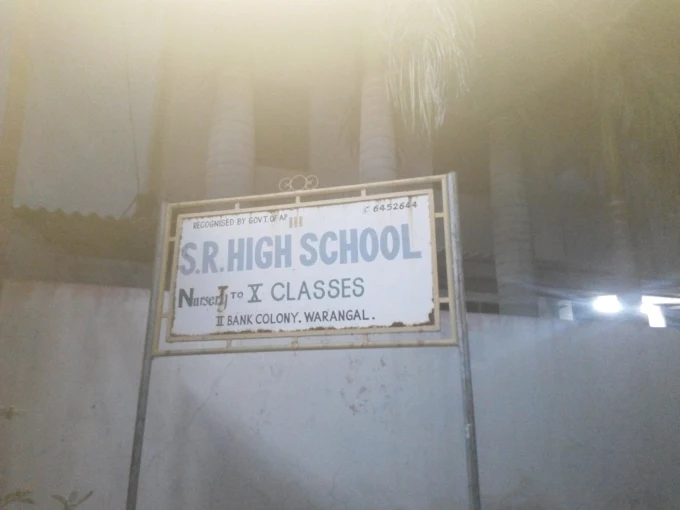 RECOGNISED BY GOVT. OF AP
6452644
S.R. HIGH SCHOOL
Nursery TO X CLASSES
II BANK COLONY. WARANGAL.